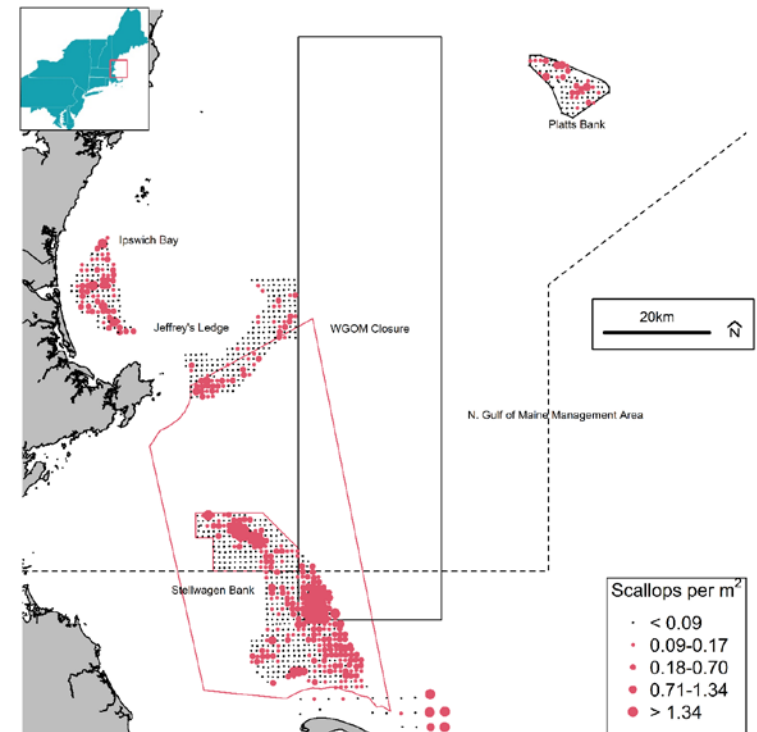 Platts Bank
Ipswich Bay
Jeffrey's Ledge
WGOM Closure
20km
N
N. Gulf of Maine Management Area
Stellwagen Bank
Scallops per m²
< 0.09
0.09-0.17
0.18-0.70
0.71-1.34
> 1.34